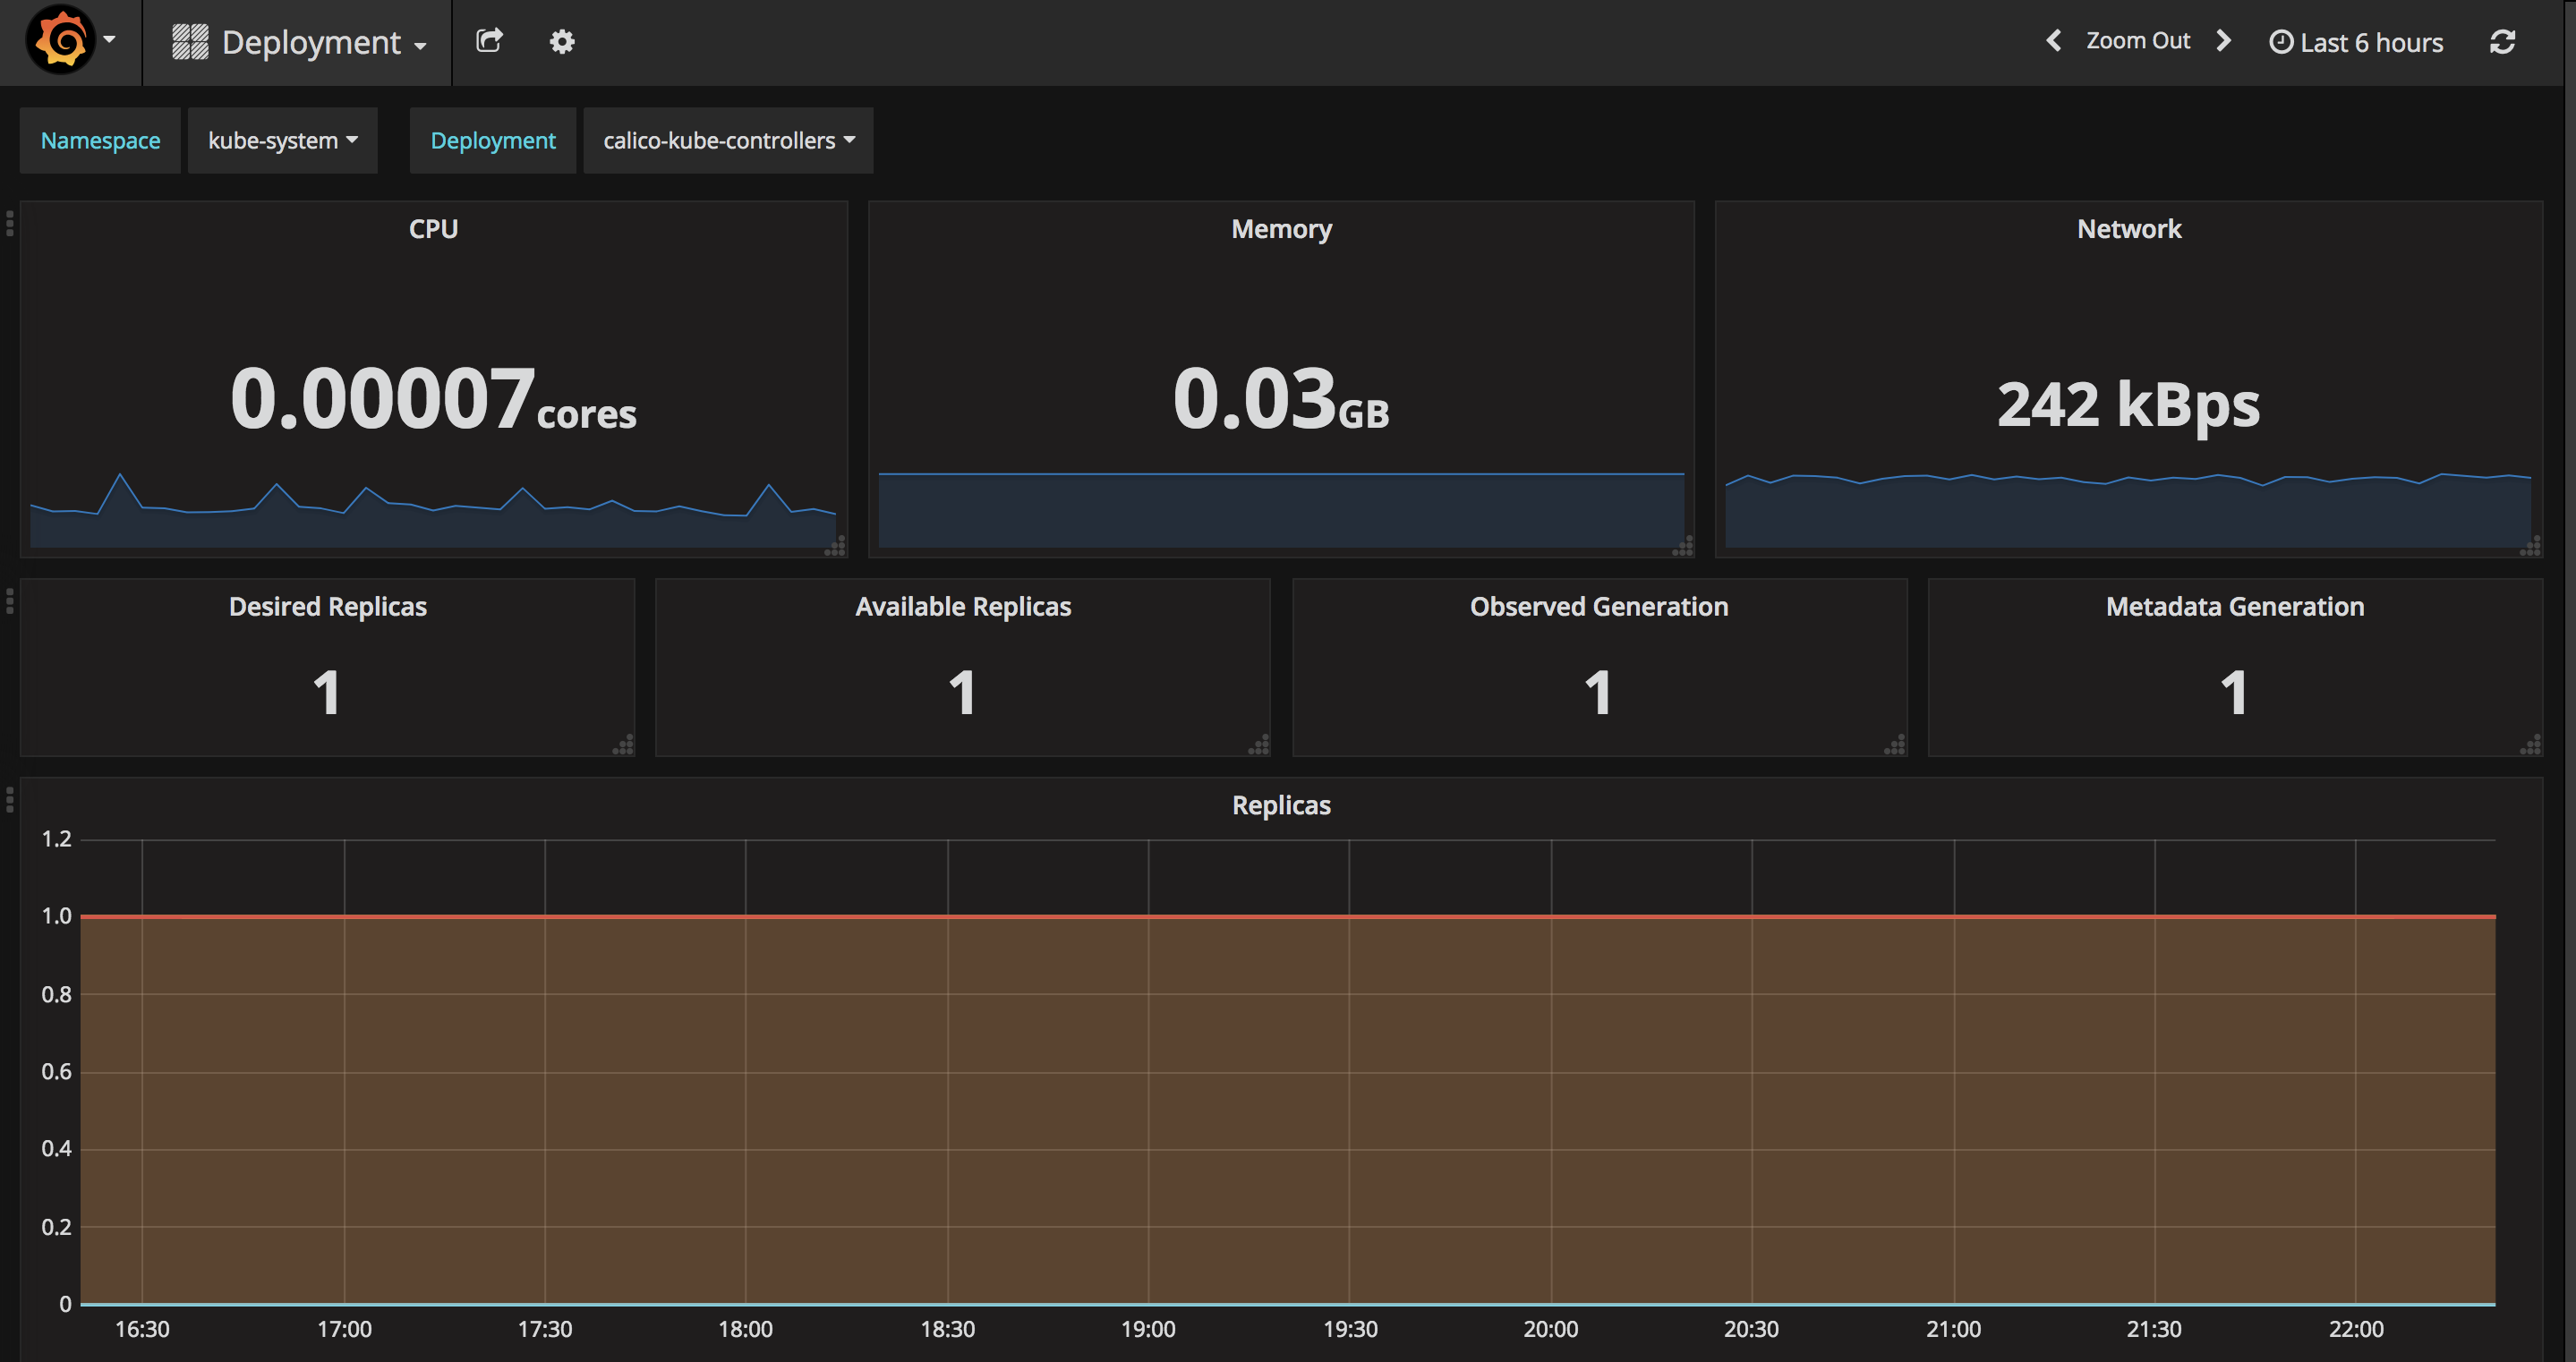 Deployment
Zoom Out
Last 6 hours
Namespace kube-system Deployment calico-kube-controllers
CPU
0.00007cores
Memory
0.03GB
Network
242 kBps
Desired Replicas
1
Available Replicas
1
Observed Generation
1
Metadata Generation
1
Replicas
1.2
1.0
0.8
0.6
0.4
0.2
0
16:30 17:00 17:30 18:00 18:30 19:00 19:30 20:00 20:30 21:00 21:30 22:00